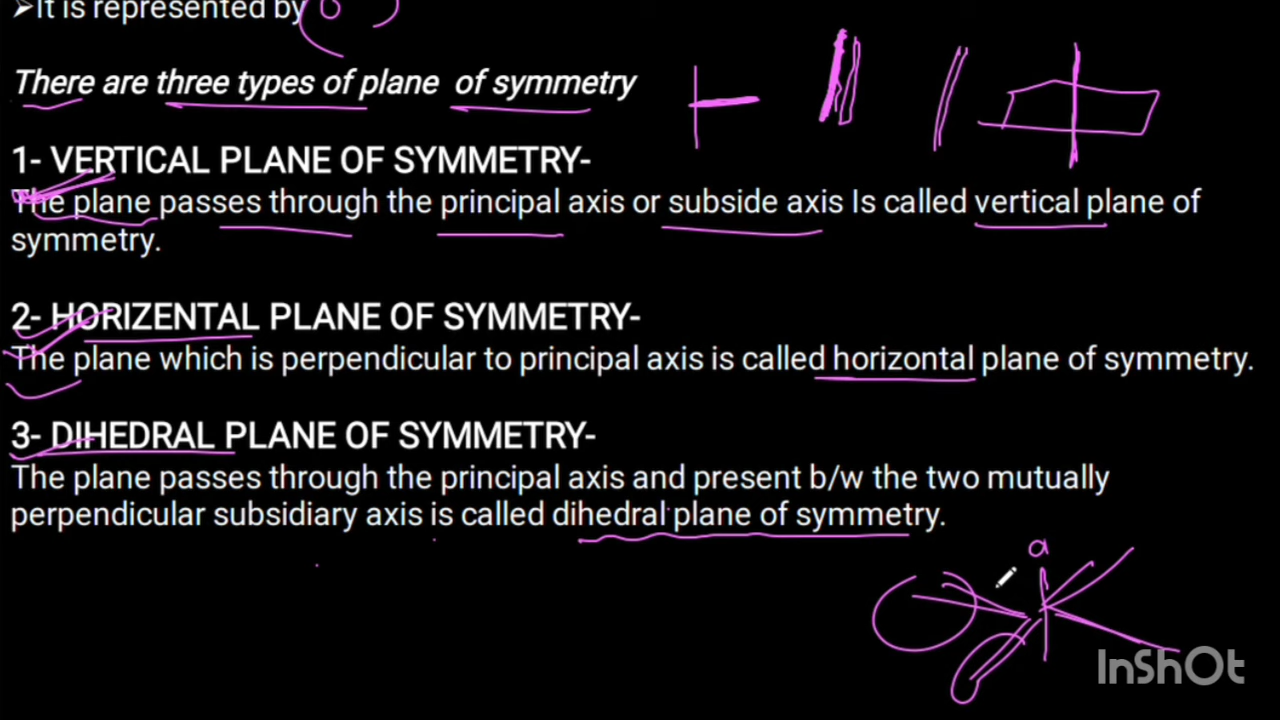 ➤It is represented by σ
There are three types of plane of symmetry
1- VERTICAL PLANE OF SYMMETRY-
The plane passes through the principal axis or subside axis Is called vertical plane of
symmetry.
2- HORIZENTAL PLANE OF SYMMETRY-
The plane which is perpendicular to principal axis is called horizontal plane of symmetry.
3- DIHEDRAL PLANE OF SYMMETRY-
The plane passes through the principal axis and present b/w the two mutually
perpendicular subsidiary axis is called dihedral plane of symmetry.
a
InShOt